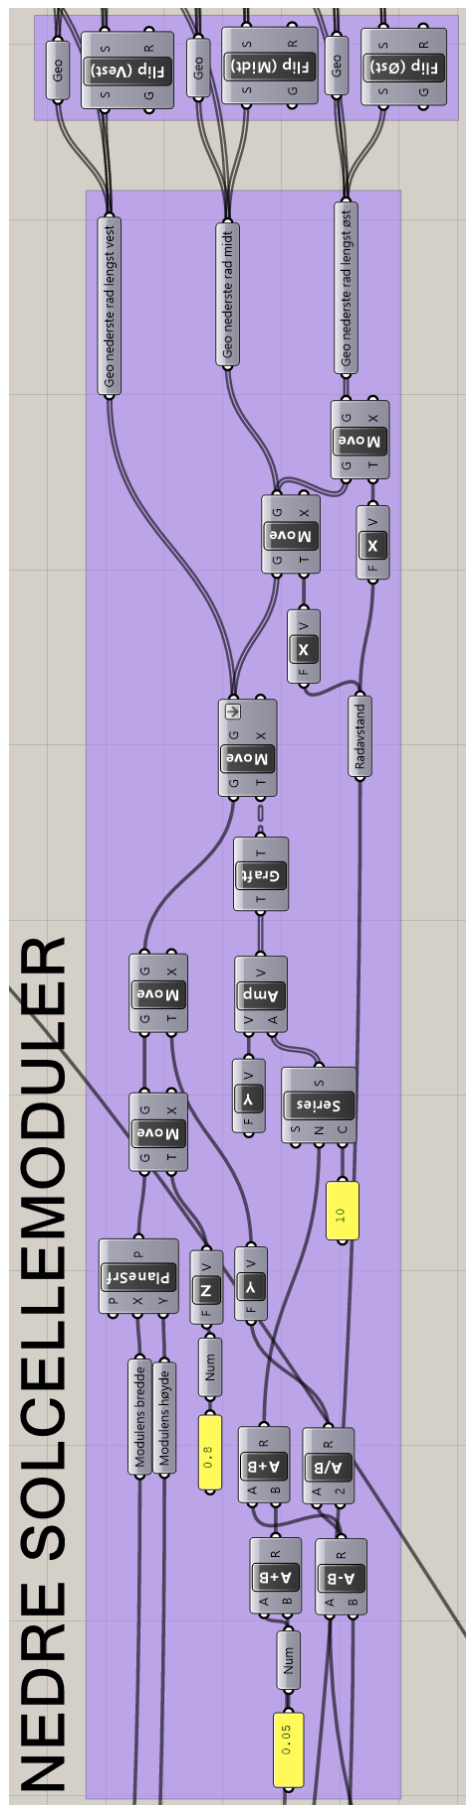 NEDRE SOLCELLEMODULER
Modulens bredde
Modulens høyde
P
X
Y
PlaneSrf
P
0.8
Num
F
Z
V
F
Y
V
0.05
Num
A
B
A+B
A
B
A-B
R
A
B
A+B
R
A
2
A/B
R
G
T
Move
G
X
G
T
Move
G
X
F
Y
V
10
S
N
C
Series
S
V
A
Amp
V
T
Graft
T
G
T
Move
G
X
Radavstand
F
X
V
F
X
V
G
T
Move
G
X
G
T
Move
G
X
Geo nederste rad lengst vest
Geo nederste rad midt
Geo nederste rad lengst øst
Geo
S
G
Flip (Vest)
S
R
Geo
S
G
Flip (Midt)
S
R
Geo
S
G
Flip (Øst)
S
R